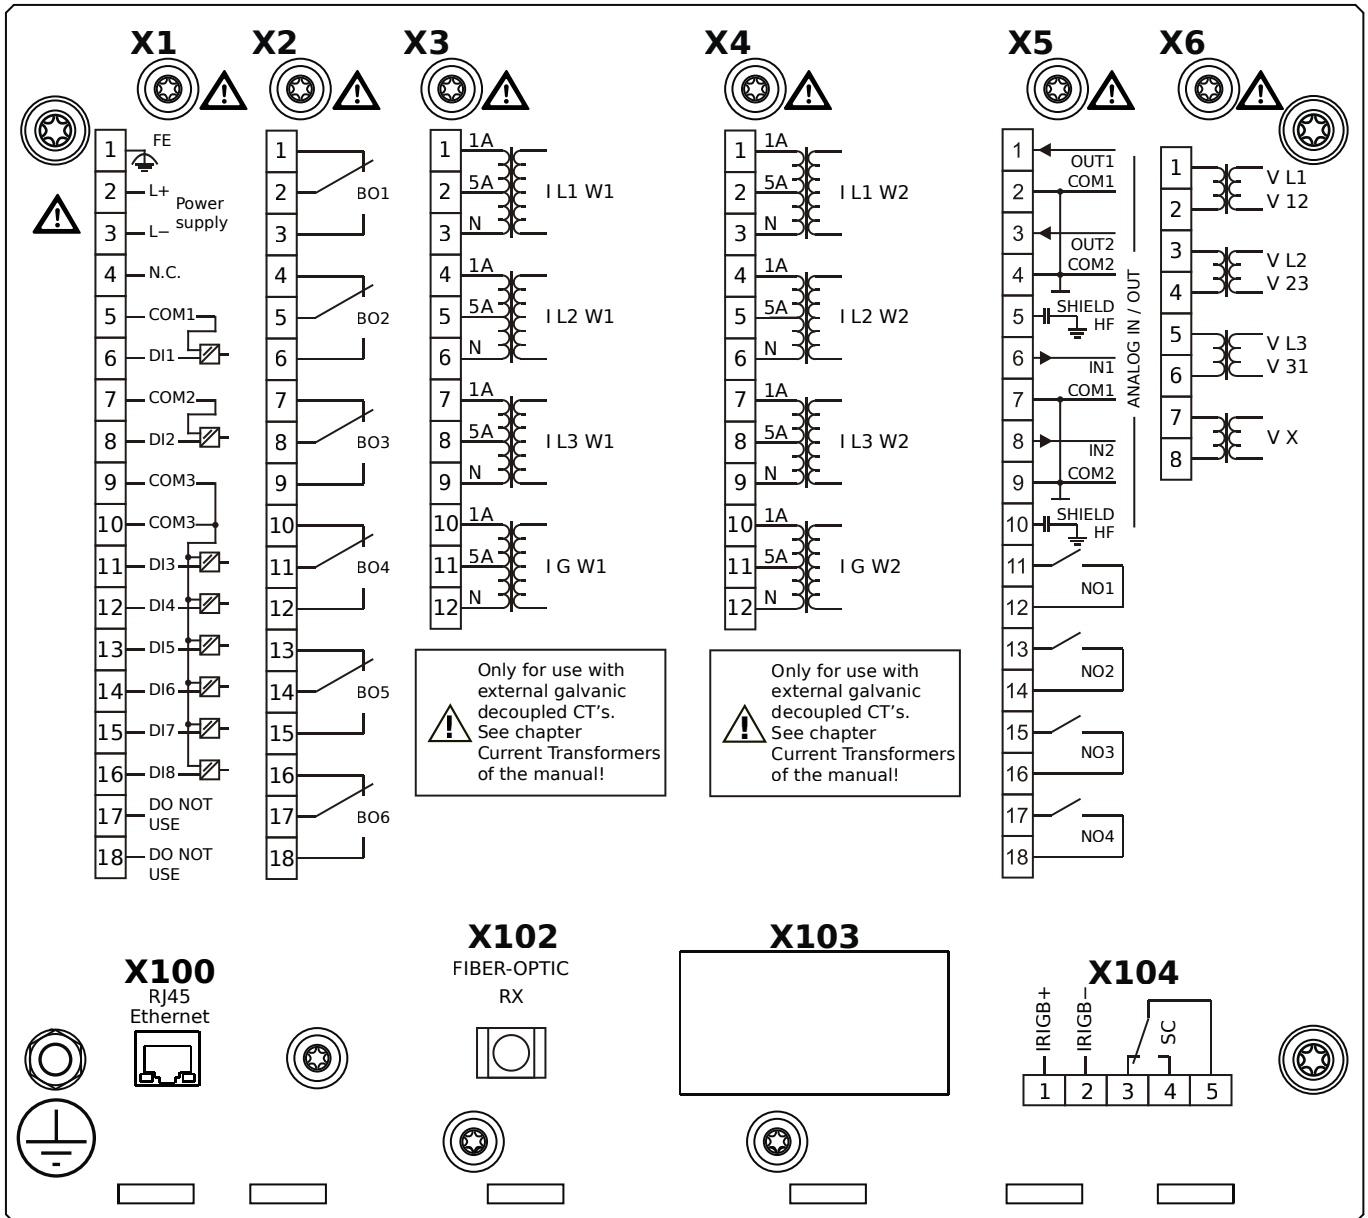 X1 X2 X3 X4 X5 X6
1 FE
2 L+ Power
supply
3 L−
4 N.C.
5 COM1
6 DI1
7 COM2
8 DI2
9 COM3
10 COM3
11 DI3
12 DI4
13 DI5
14 DI6
15 DI7
16 DI8
17 DO NOT
USE
18 DO NOT
USE
1
2 BO1
3
4
5 BO2
6
7
8 BO3
9
10
11 BO4
12
13
14 BO5
15
16
17 BO6
18
1 1A
2 5A I L1 W1
3 N
4 1A
5 5A I L2 W1
6 N
7 1A
8 5A I L3 W1
9 N
10 1A
11 5A I G W1
12 N
Only for use with
external galvanic
decoupled CT's.
See chapter
Current Transformers
of the manual!
1 1A
2 5A I L1 W2
3 N
4 1A
5 5A I L2 W2
6 N
7 1A
8 5A I L3 W2
9 N
10 1A
11 5A I G W2
12 N
Only for use with
external galvanic
decoupled CT's.
See chapter
Current Transformers
of the manual!
1 OUT1
2 COM1
3 OUT2
4 COM2
5 SHIELD
HF
6 IN1
7 COM1
8 IN2
9 COM2
10 SHIELD
HF
ANALOG IN / OUT
11
NO1
12
13
NO2
14
15
NO3
16
17
NO4
18
1 V L1
2 V 12
3 V L2
4 V 23
5 V L3
6 V 31
7
V X
8
X100
RJ45
Ethernet
X102
FIBER-OPTIC
RX
X103
X104
IRIGB+ IRIGB− SC
1 2 3 4 5